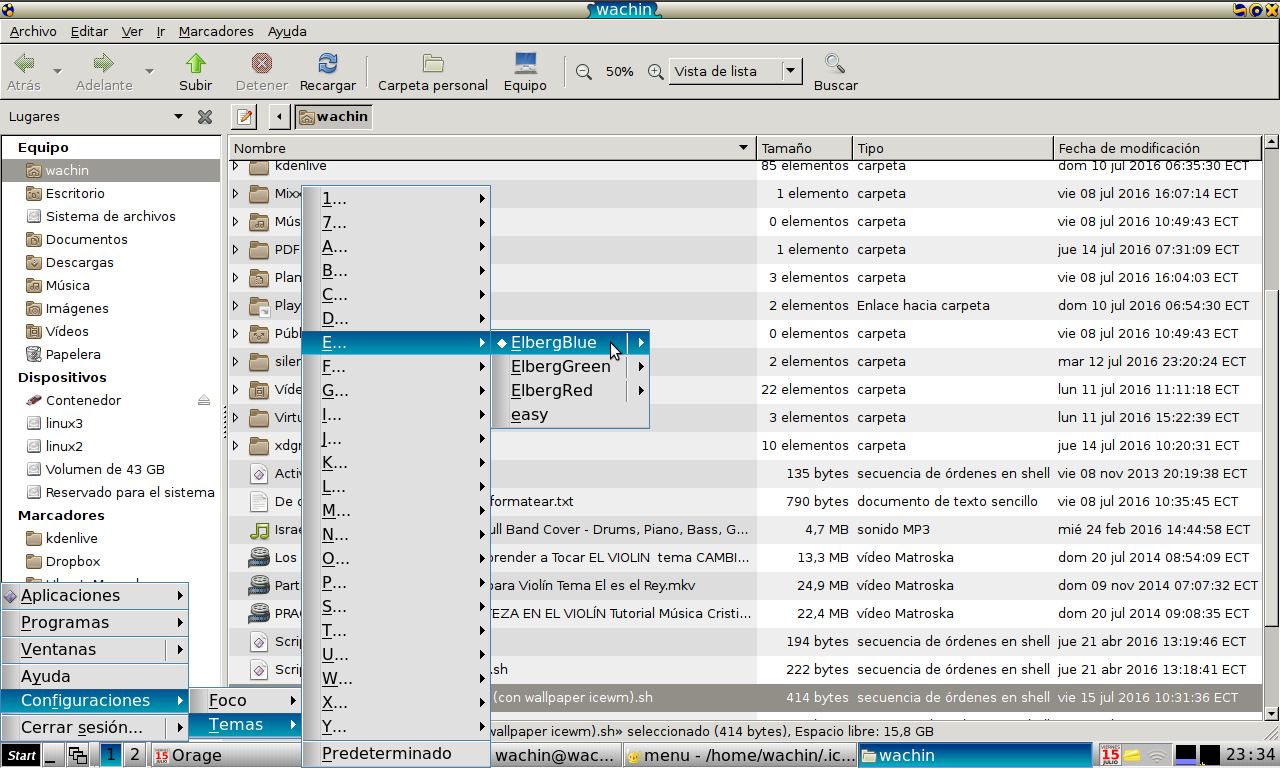 wachin
Archivo Editar Ver Ir Marcadores Ayuda
Atrás Adelante Subir Detener Recargar Carpeta personal Equipo 50% Vista de lista Buscar
Lugares wachin
Nombre Tamaño Tipo Fecha de modificación
Equipo
wachin
Escritorio
Sistema de archivos
Documentos
Descargas
Música
Imágenes
Vídeos
Papelera
Dispositivos
Contenedor
linux3
linux2
Volumen de 43 GB
Reservado para el sistema
Marcadores
kdenlive
Dropbox
kdenlive 85 elementos carpeta dom 10 jul 2016 06:35:30 ECT
Mixx 1 elemento carpeta vie 08 jul 2016 16:07:14 ECT
Mús 0 elementos carpeta vie 08 jul 2016 10:49:43 ECT
PDF 1 elemento carpeta jue 14 jul 2016 07:31:09 ECT
Plan 3 elementos carpeta vie 08 jul 2016 16:04:03 ECT
Play 2 elementos Enlace hacia carpeta dom 10 jul 2016 06:54:30 ECT
Públ 0 elementos carpeta vie 08 jul 2016 10:49:43 ECT
siler 2 elementos carpeta mar 12 jul 2016 23:20:24 ECT
Víde 22 elementos carpeta lun 11 jul 2016 11:11:18 ECT
Virtu 3 elementos carpeta lun 11 jul 2016 15:22:39 ECT
xdgr 10 elementos carpeta jue 14 jul 2016 10:20:31 ECT
Activ 135 bytes secuencia de órdenes en shell vie 08 nov 2013 20:19:38 ECT
De c formatear.txt 790 bytes documento de texto sencillo vie 08 jul 2016 10:35:45 ECT
Israe ull Band Cover - Drums, Piano, Bass, G... 4,7 MB sonido MP3 mié 24 feb 2016 14:44:58 ECT
Los render a Tocar EL VIOLIN tema CAMBI... 13,3 MB vídeo Matroska dom 20 jul 2014 08:54:09 ECT
Parti para Violín Tema El es el Rey.mkv 24,9 MB vídeo Matroska dom 09 nov 2014 07:07:32 ECT
PRAC TEZA EN EL VIOLÍN Tutorial Música Cristi... 22,4 MB vídeo Matroska dom 20 jul 2014 09:08:35 ECT
Scrip 194 bytes secuencia de órdenes en shell jue 21 abr 2016 13:19:46 ECT
Scrip .sh 222 bytes secuencia de órdenes en shell jue 21 abr 2016 13:18:41 ECT
(con wallpaper icewm).sh 414 bytes secuencia de órdenes en shell vie 15 jul 2016 10:31:36 ECT
wallpaper icewm).sh» seleccionado (414 bytes), Espacio libre: 15,8 GB
1...
7...
A...
B...
C...
D...
E...
F...
G...
I...
J...
K...
L...
M...
N...
O...
P...
S...
T...
U...
W...
X...
Y...
Predeterminado
ElbergBlue
ElbergGreen
ElbergRed
easy
Aplicaciones
Programas
Ventanas
Ayuda
Configuraciones
Cerrar sesión...
Foco
Temas
Start 1 2 VIERNES 15 JULIO Orage wachin@wac... menu - /home/wachin/.ic... wachin VIERNES 15 JULIO 23:34